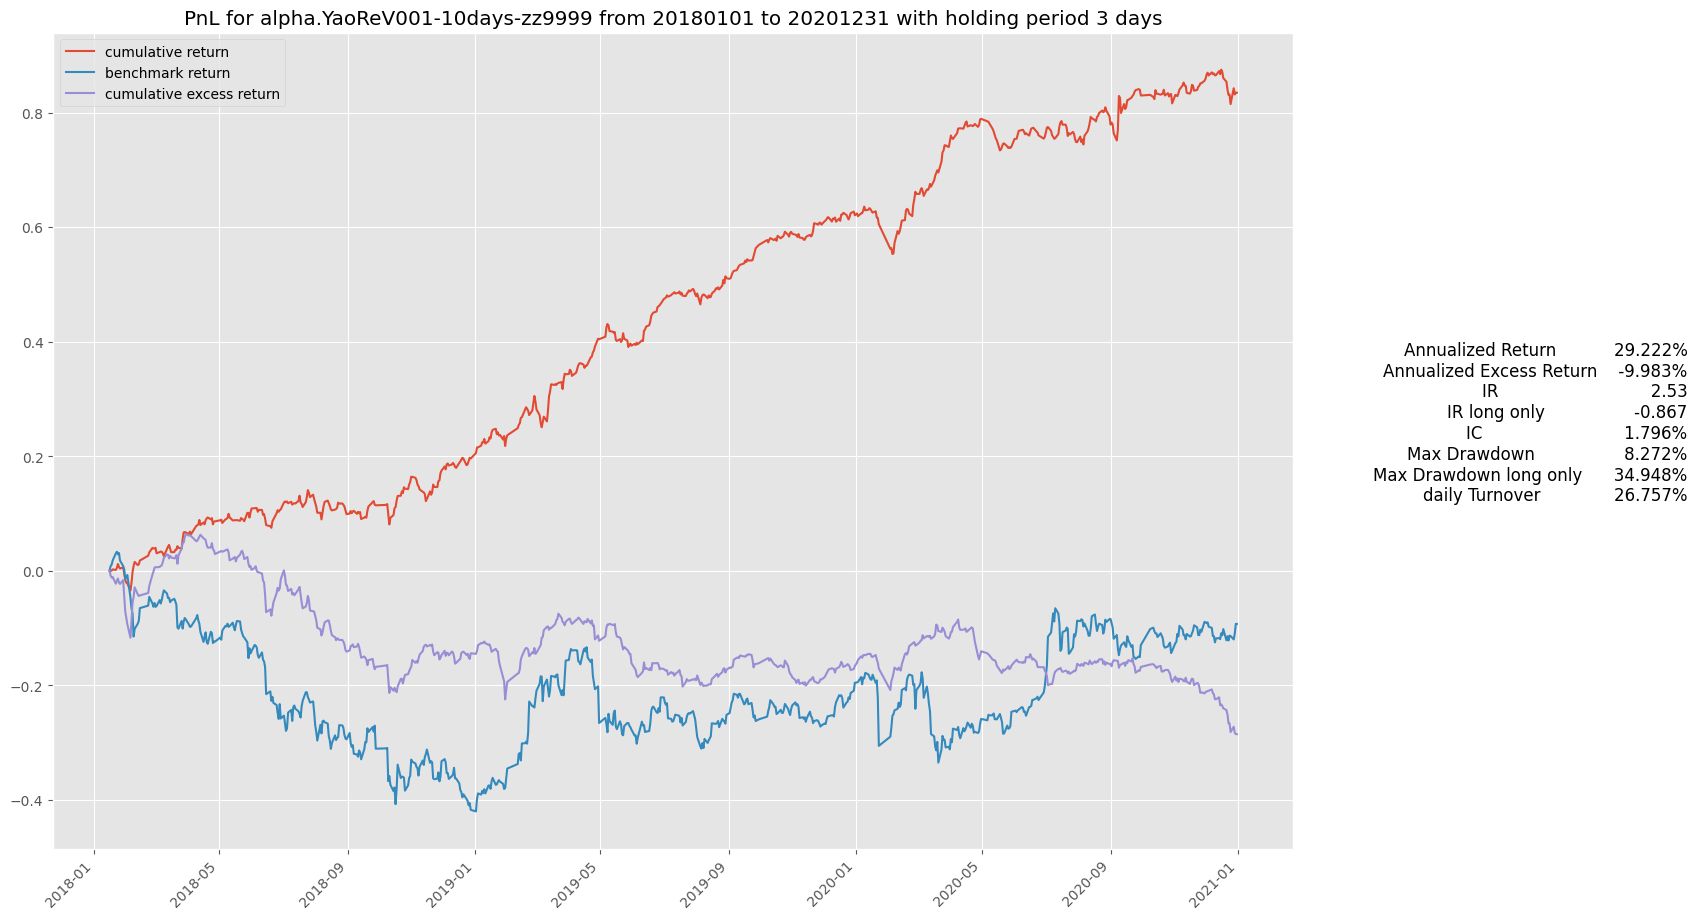 PnL for alpha.YaoReV001-10days-zz9999 from 20180101 to 20201231 with holding period 3 days
cumulative return
benchmark return
cumulative excess return
0.8
0.6
0.4
0.2
0.0
−0.2
−0.4
2018-01
2018-05
2018-09
2019-01
2019-05
2019-09
2020-01
2020-05
2020-09
2021-01
Annualized Return 29.222%
Annualized Excess Return -9.983%
IR 2.53
IR long only -0.867
IC 1.796%
Max Drawdown 8.272%
Max Drawdown long only 34.948%
daily Turnover 26.757%